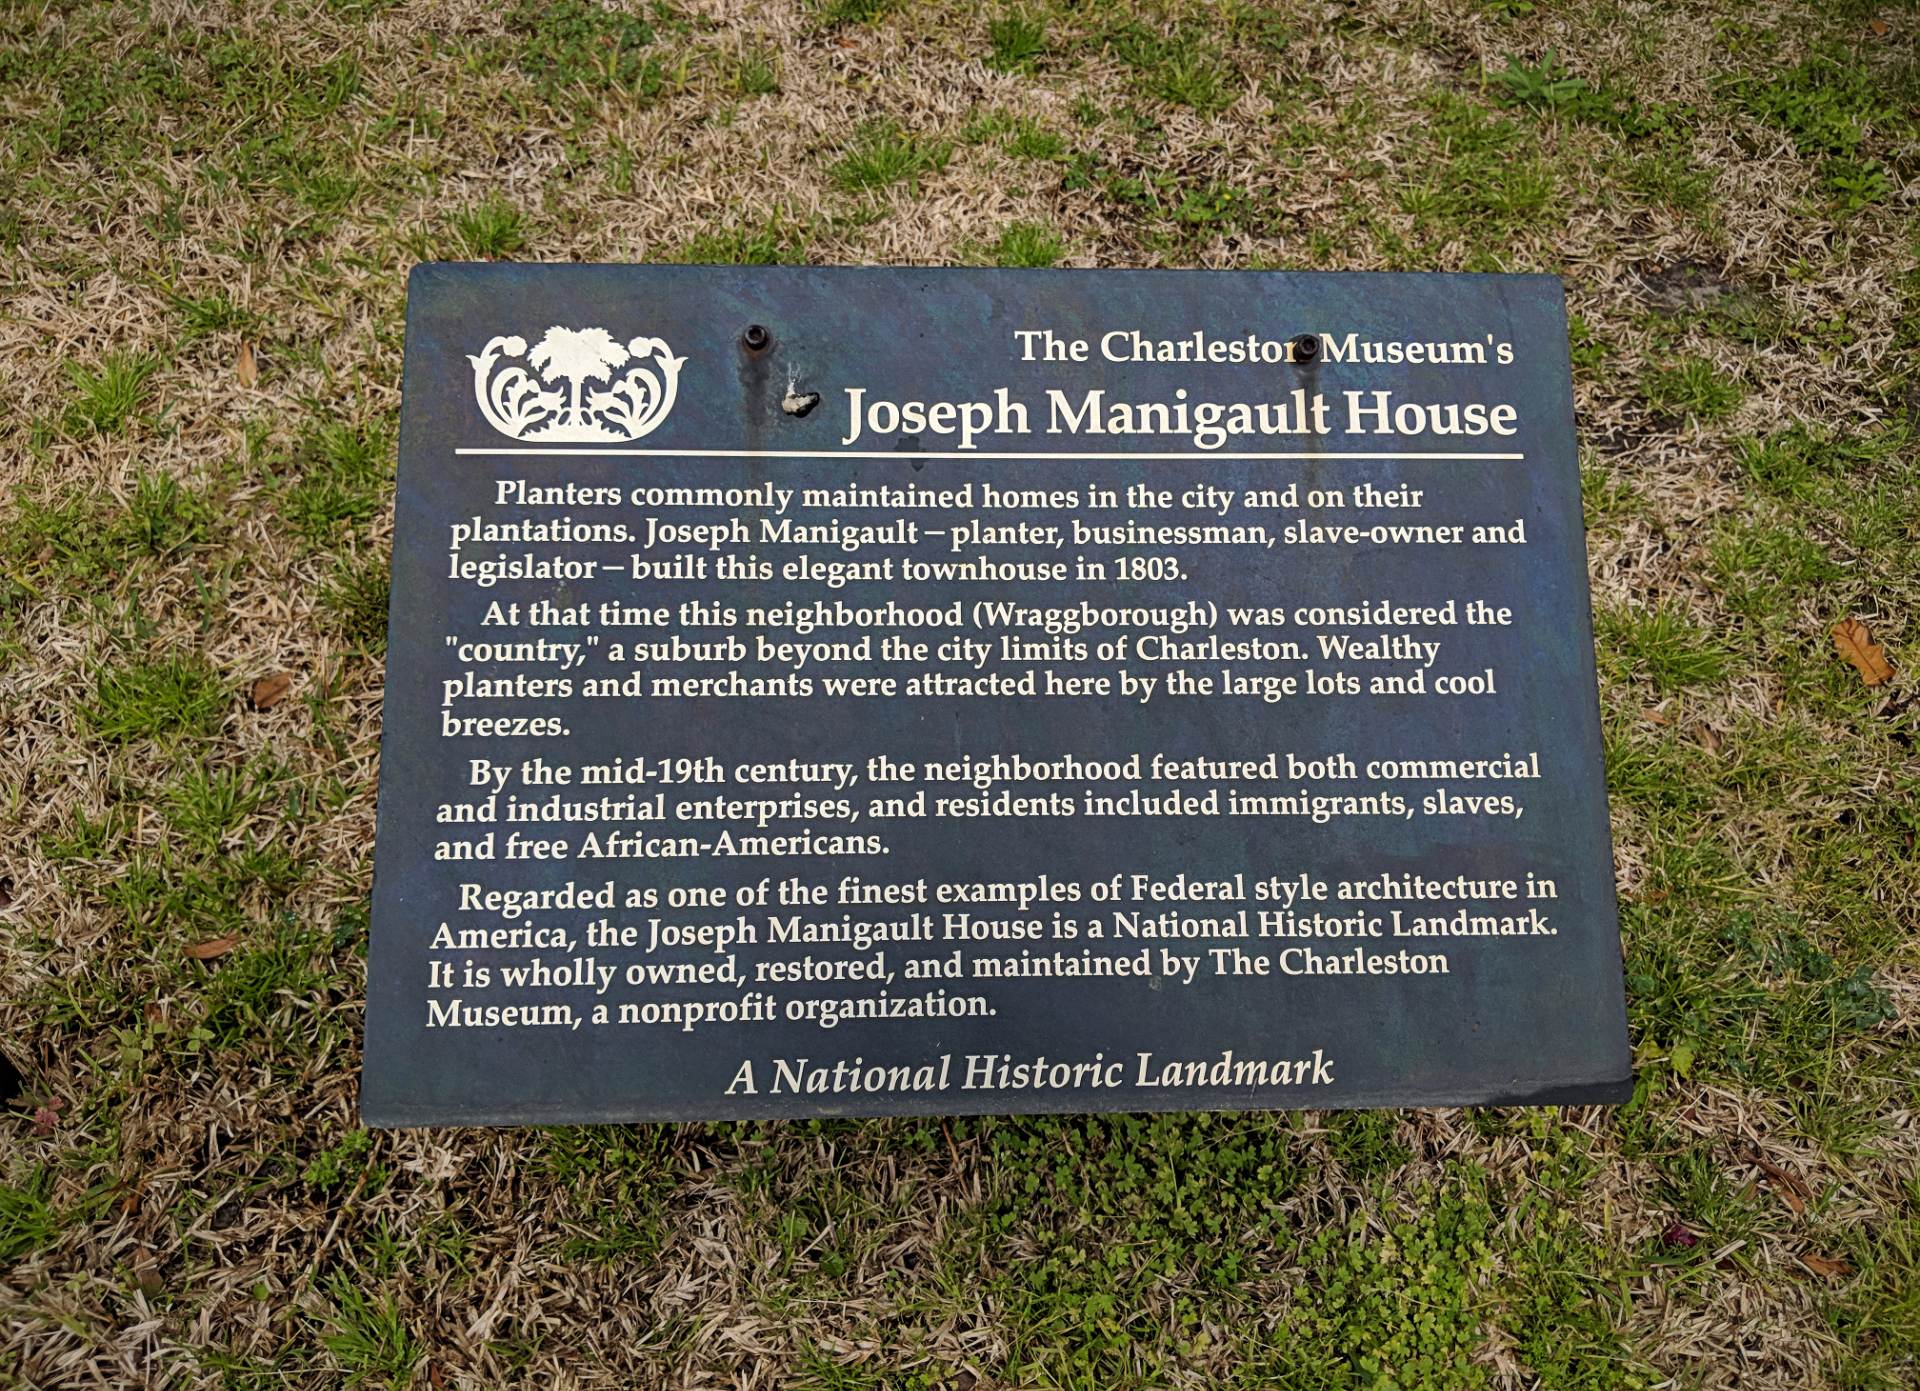 The Charleston Museum's
Joseph Manigault House
Planters commonly maintained homes in the city and on their
plantations. Joseph Manigault — planter, businessman, slave-owner and
legislator — built this elegant townhouse in 1803.
At that time this neighborhood (Wraggborough) was considered the
"country," a suburb beyond the city limits of Charleston. Wealthy
planters and merchants were attracted here by the large lots and cool
breezes.
By the mid-19th century, the neighborhood featured both commercial
and industrial enterprises, and residents included immigrants, slaves,
and free African-Americans.
Regarded as one of the finest examples of Federal style architecture in
America, the Joseph Manigault House is a National Historic Landmark.
It is wholly owned, restored, and maintained by The Charleston
Museum, a nonprofit organization.
A National Historic Landmark